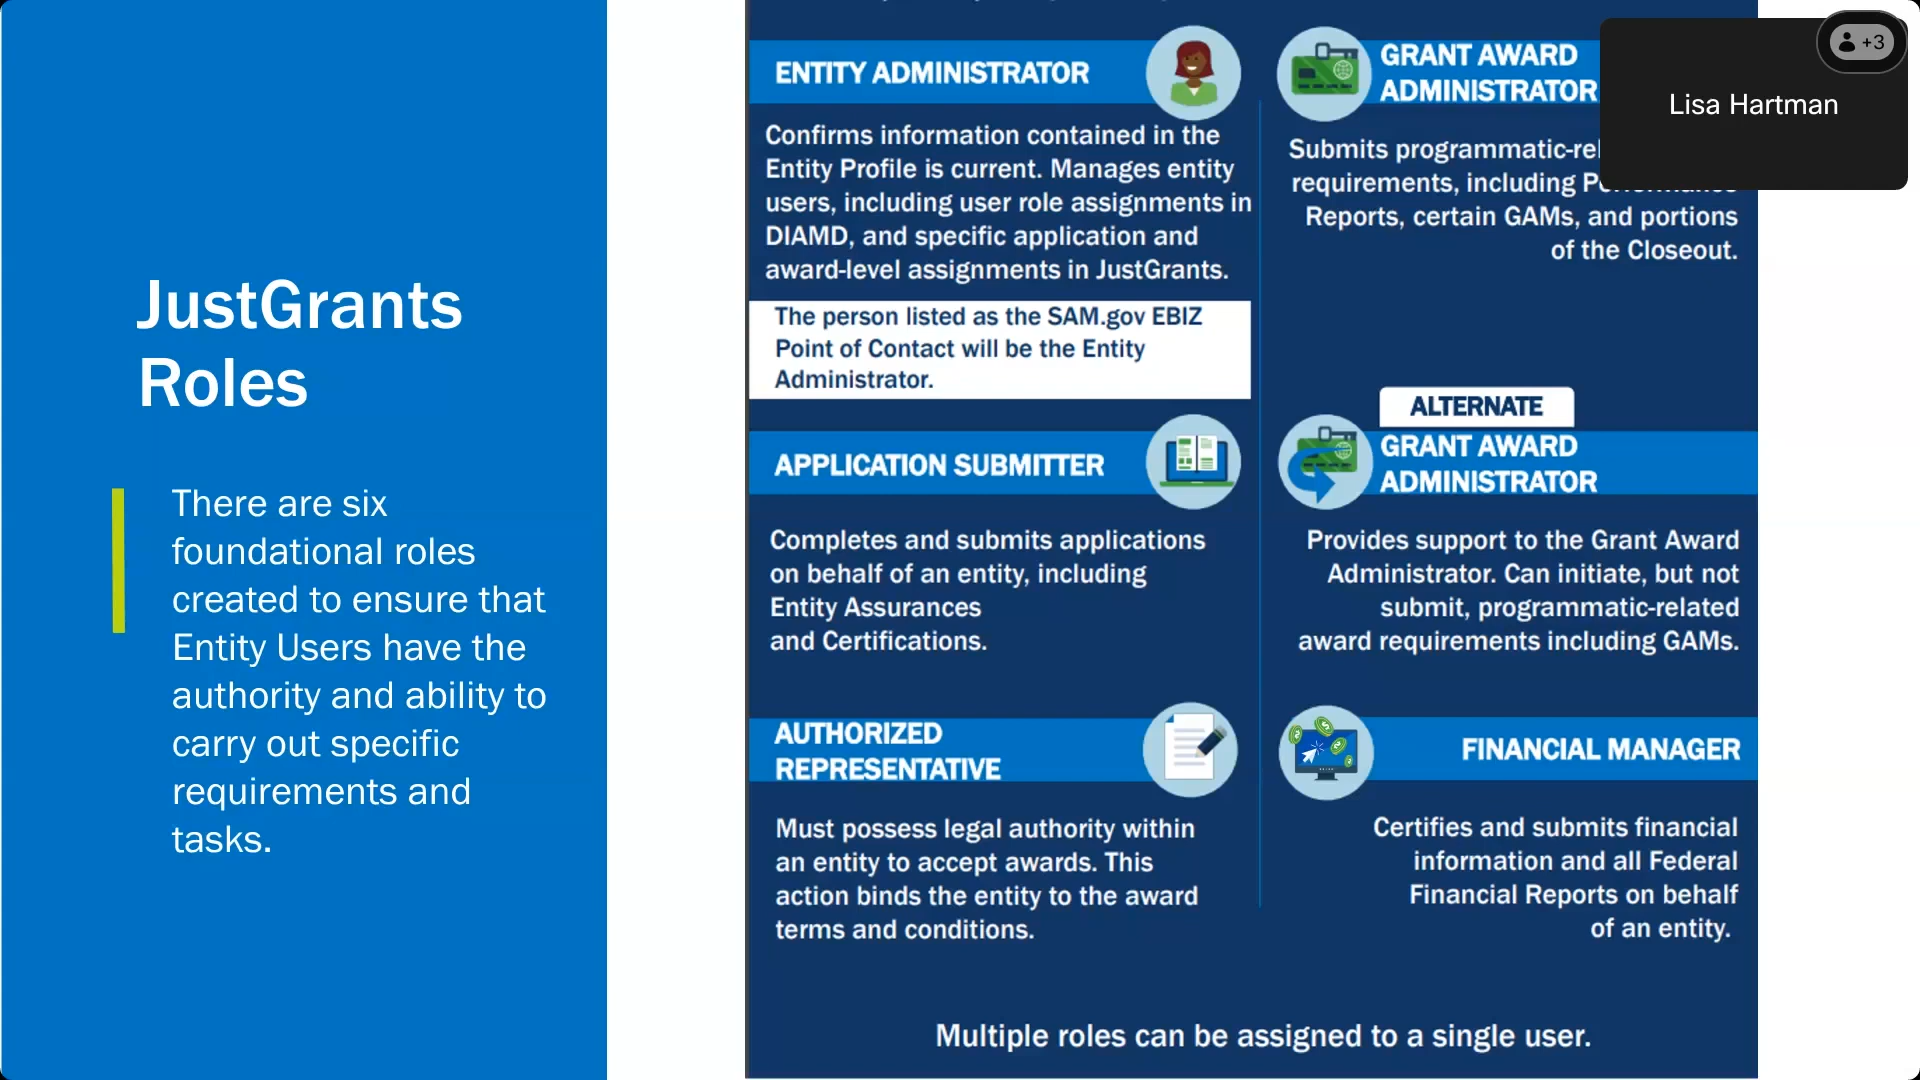 JustGrants
Roles
There are six
foundational roles
created to ensure that
Entity Users have the
authority and ability to
carry out specific
requirements and
tasks.
ENTITY ADMINISTRATOR
Confirms information contained in the
Entity Profile is current. Manages entity
users, including user role assignments in
DIAMD, and specific application and
award-level assignments in JustGrants.
The person listed as the SAM.gov EBIZ
Point of Contact will be the Entity
Administrator.
APPLICATION SUBMITTER
Completes and submits applications
on behalf of an entity, including
Entity Assurances
and Certifications.
AUTHORIZED
REPRESENTATIVE
Must possess legal authority within
an entity to accept awards. This
action binds the entity to the award
terms and conditions.
GRANT AWARD
ADMINISTRATOR
Submits
requirements, including
Reports, certain GAMs, and portions
of the Closeout.
ALTERNATE
GRANT AWARD
ADMINISTRATOR
Provides support to the Grant Award
Administrator. Can initiate, but not
submit, programmatic-related
award requirements including GAMs.
FINANCIAL MANAGER
Certifies and submits financial
information and all Federal
Financial Reports on behalf
of an entity.
Multiple roles can be assigned to a single user.
+3
Lisa Hartman